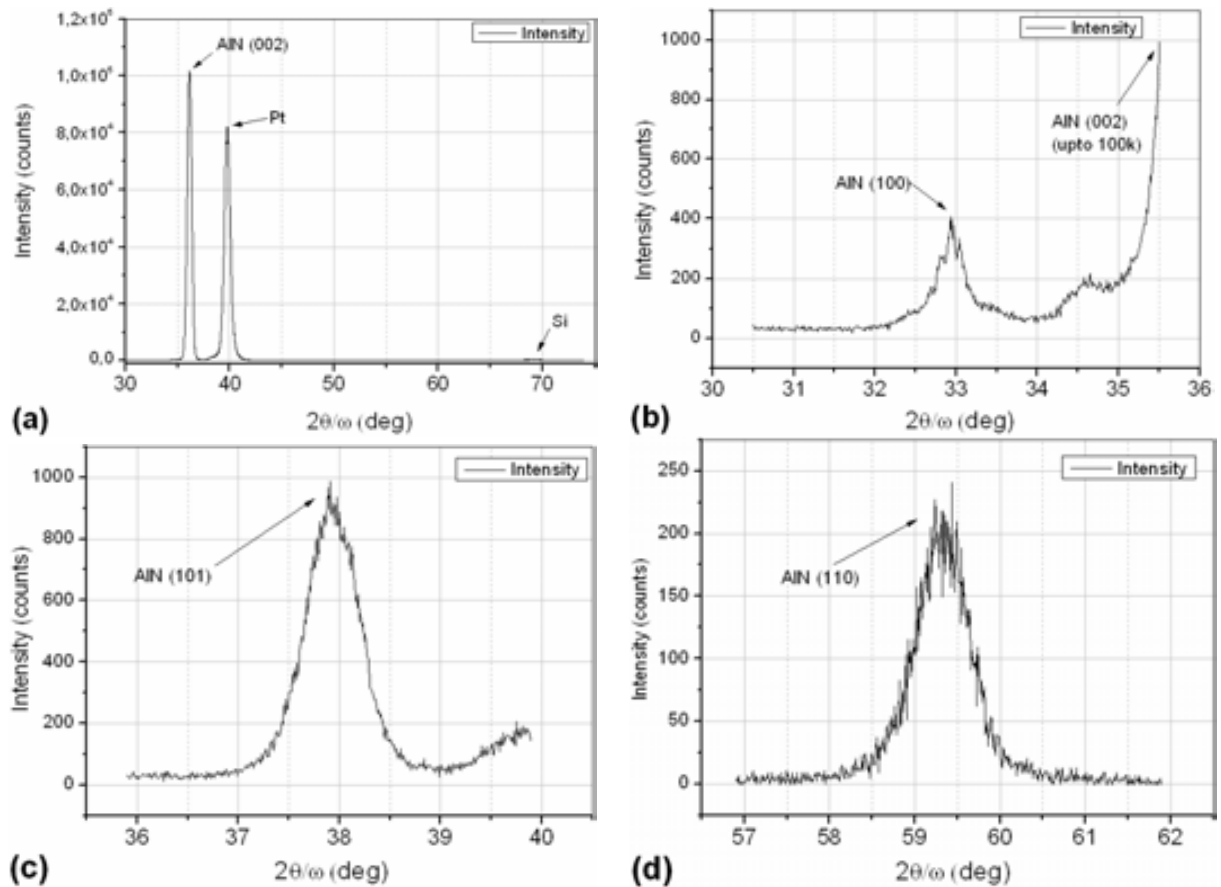 1,2x10⁵
1,0x10⁵
8,0x10⁴
6,0x10⁴
4,0x10⁴
2,0x10⁴
0,0
Intensity (counts)
Intensity
AlN (002)
Pt
Si
30 40 50 60 70
2θ/ω (deg)
(a)
1000
800
600
400
200
0
Intensity (counts)
Intensity
AlN (100)
AlN (002)
(upto 100k)
30 31 32 33 34 35 36
2θ/ω (deg)
(b)
1000
800
600
400
200
0
Intensity (counts)
Intensity
AlN (101)
36 37 38 39 40
2θ/ω (deg)
(c)
250
200
150
100
50
0
Intensity (counts)
Intensity
AlN (110)
57 58 59 60 61 62
2θ/ω (deg)
(d)